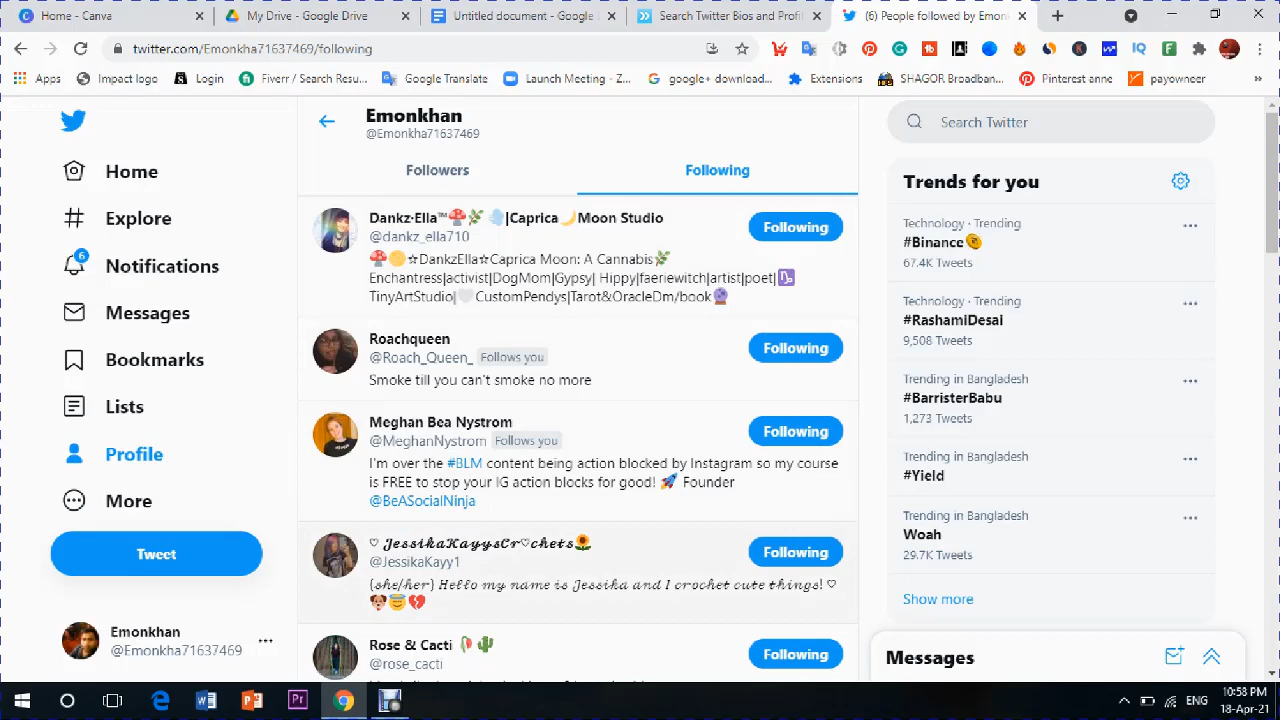 Home - Canva
My Drive - Google Drive
Untitled document - Google
Search Twitter Bios and Profi
(6) People followed by Emon
twitter.com/Emonkha71637469/following
Apps
Impact logo
Login
Fiverr / Search Resu...
Google Translate
Launch Meeting - Z...
google+ download...
Extensions
SHAGOR Broadban...
Pinterest anne
payowneer
Emonkhan
@Emonkha71637469
Followers
Following
Home
Explore
6
Notifications
Messages
Bookmarks
Lists
Profile
More
Tweet
Emonkhan
@Emonkha71637469
Dankz·Ella™🍄🌿 💨|Caprica🌙Moon Studio
@dankz_ella710
Following
🍄🌕☆DankzElla☆Caprica Moon: A Cannabis🌿
Enchantress|activist|DogMom|Gypsy| Hippy|faeriewitch|artist|poet|♑
TinyArtStudio|🤍CustomPendys|Tarot&OracleDm/book🔮
Roachqueen
@Roach_Queen_ Follows you
Following
Smoke till you can't smoke no more
Meghan Bea Nystrom
@MeghanNystrom Follows you
Following
I'm over the #BLM content being action blocked by Instagram so my course
is FREE to stop your IG action blocks for good! 🚀 Founder
@BeASocialNinja
♡ 𝓙𝓮𝓼𝓼𝓲𝓴𝓪𝓚𝓪𝔂𝔂𝓼𝓒𝓻♡𝓬𝓱𝓮𝓽𝓼🌻
@JessikaKayy1
Following
(𝓈𝒽𝑒/𝒽𝑒𝓇) 𝐻𝑒𝓁𝓁𝑜 𝓂𝓎 𝓃𝒶𝓂𝑒 𝒾𝓈 𝒥𝑒𝓈𝓈𝒾𝓀𝒶 𝒶𝓃𝒹 𝐼 𝒸𝓇𝑜𝒸𝒽𝑒𝓉 𝒸𝓊𝓉𝑒 𝓉𝒽𝒾𝓃𝑔𝓈! ♡
🐶😇💔
Rose & Cacti 🥀🌵
@rose_cacti
Following
Search Twitter
Trends for you
Technology · Trending
#Binance
67.4K Tweets
Technology · Trending
#RashamiDesai
9,508 Tweets
Trending in Bangladesh
#BarristerBabu
1,273 Tweets
Trending in Bangladesh
#Yield
Trending in Bangladesh
Woah
29.7K Tweets
Show more
Messages
ENG
10:58 PM
18-Apr-21